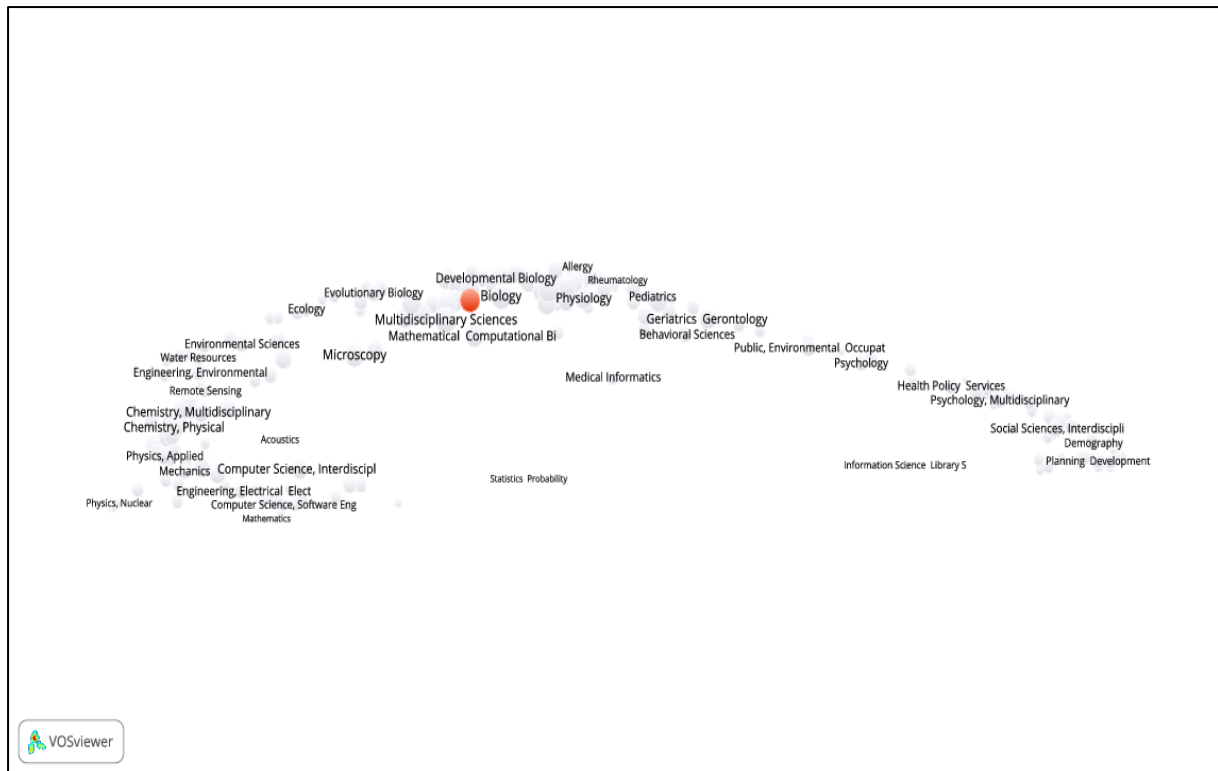 Allergy
Developmental Biology
Rheumatology
Evolutionary Biology
Biology
Physiology
Pediatrics
Ecology
Multidisciplinary Sciences
Geriatrics Gerontology
Mathematical Computational Bi
Behavioral Sciences
Environmental Sciences
Public, Environmental Occupat
Water Resources
Microscopy
Psychology
Engineering, Environmental
Medical Informatics
Remote Sensing
Health Policy Services
Psychology, Multidisciplinary
Chemistry, Multidisciplinary
Chemistry, Physical
Social Sciences, Interdiscipli
Acoustics
Demography
Physics, Applied
Planning Development
Mechanics
Computer Science, Interdiscipl
Information Science Library S
Statistics Probability
Engineering, Electrical Elect
Physics, Nuclear
Computer Science, Software Eng
Mathematics
VOSviewer